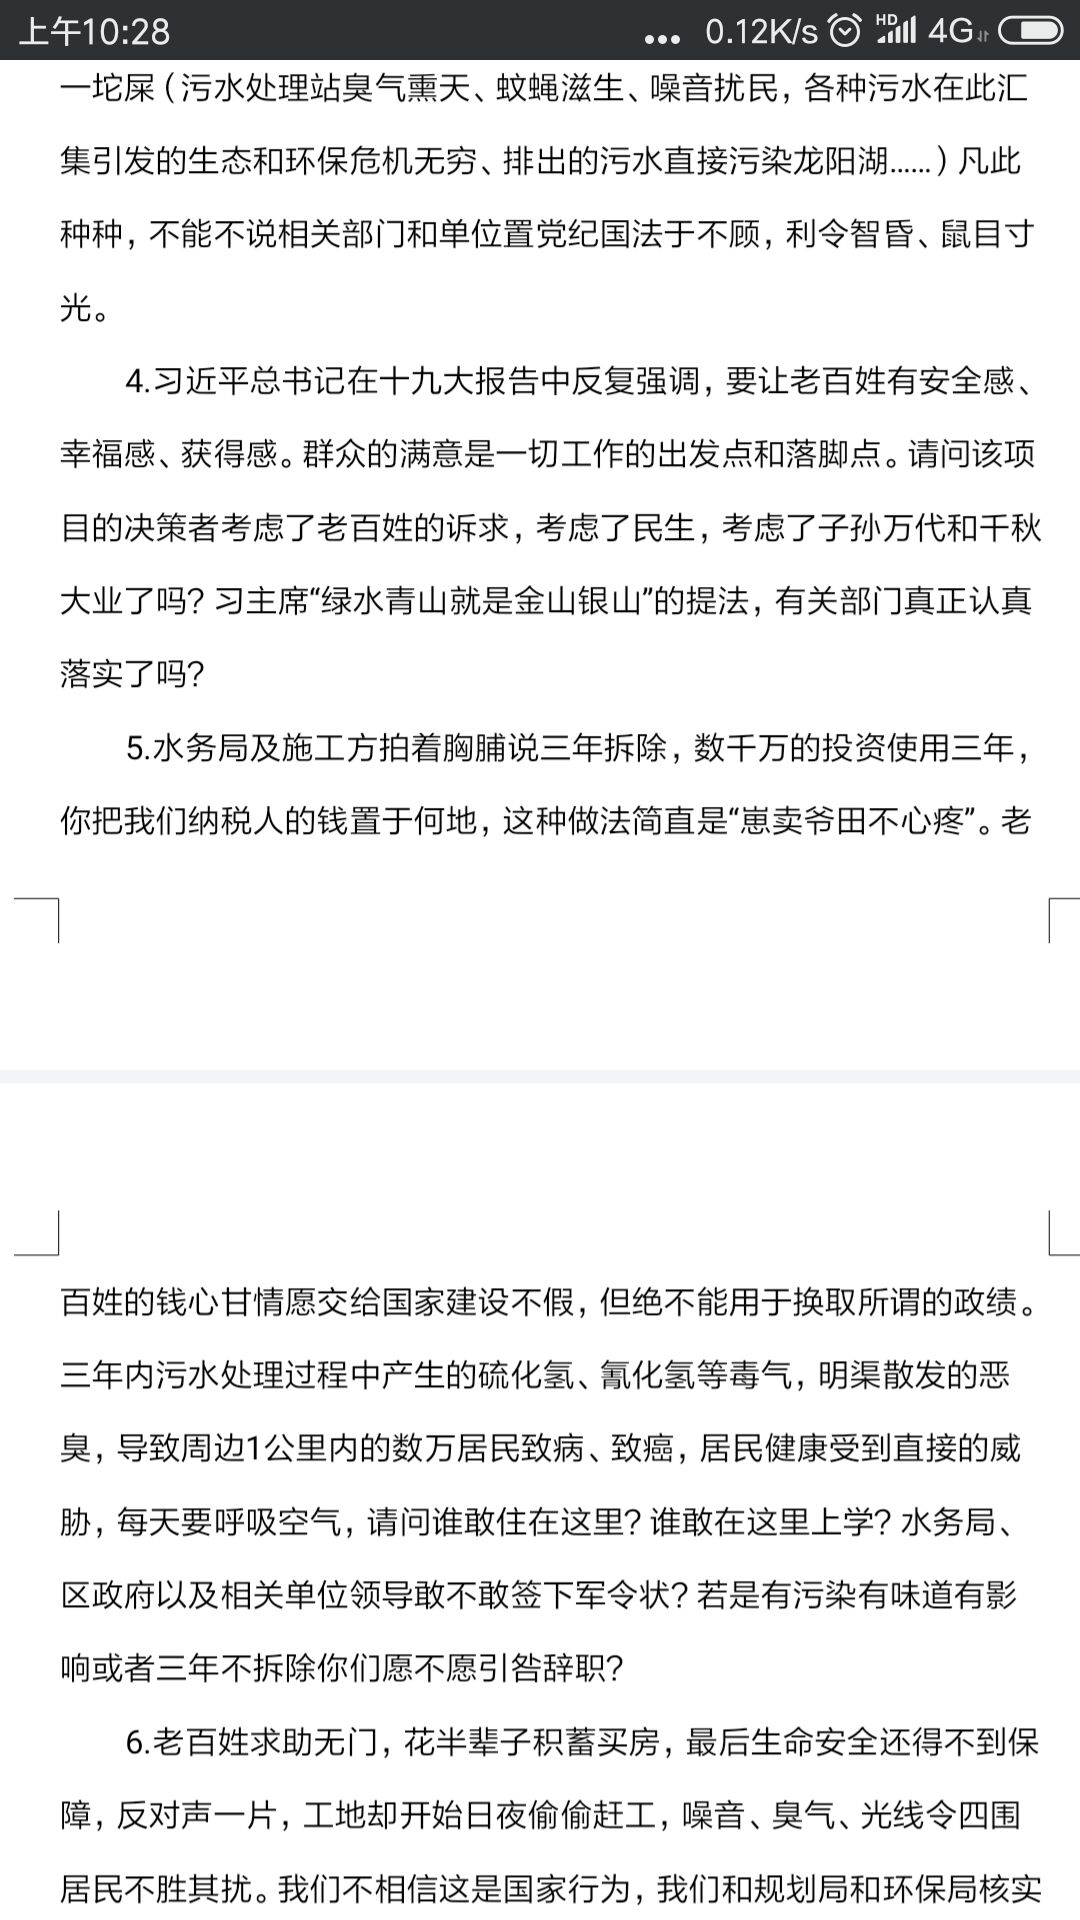 上午10:28
... 0.12K/s HD 4G
一坨屎（污水处理站臭气熏天、蚊蝇滋生、噪音扰民，各种污水在此汇
集引发的生态和环保危机无穷、排出的污水直接污染龙阳湖……）凡此
种种，不能不说相关部门和单位置党纪国法于不顾，利令智昏、鼠目寸
光。
4.习近平总书记在十九大报告中反复强调，要让老百姓有安全感、
幸福感、获得感。群众的满意是一切工作的出发点和落脚点。请问该项
目的决策者考虑了老百姓的诉求，考虑了民生，考虑了子孙万代和千秋
大业了吗？习主席“绿水青山就是金山银山”的提法，有关部门真正认真
落实了吗？
5.水务局及施工方拍着胸脯说三年拆除，数千万的投资使用三年，
你把我们纳税人的钱置于何地，这种做法简直是“崽卖爷田不心疼”。老
百姓的钱心甘情愿交给国家建设不假，但绝不能用于换取所谓的政绩。
三年内污水处理过程中产生的硫化氢、氰化氢等毒气，明渠散发的恶
臭，导致周边1公里内的数万居民致病、致癌，居民健康受到直接的威
胁，每天要呼吸空气，请问谁敢住在这里？谁敢在这里上学？水务局、
区政府以及相关单位领导敢不敢签下军令状？若是有污染有味道有影
响或者三年不拆除你们愿不愿引咎辞职？
6.老百姓求助无门，花半辈子积蓄买房，最后生命安全还得不到保
障，反对声一片，工地却开始日夜偷偷赶工，噪音、臭气、光线令四围
居民不胜其扰。我们不相信这是国家行为，我们和规划局和环保局核实